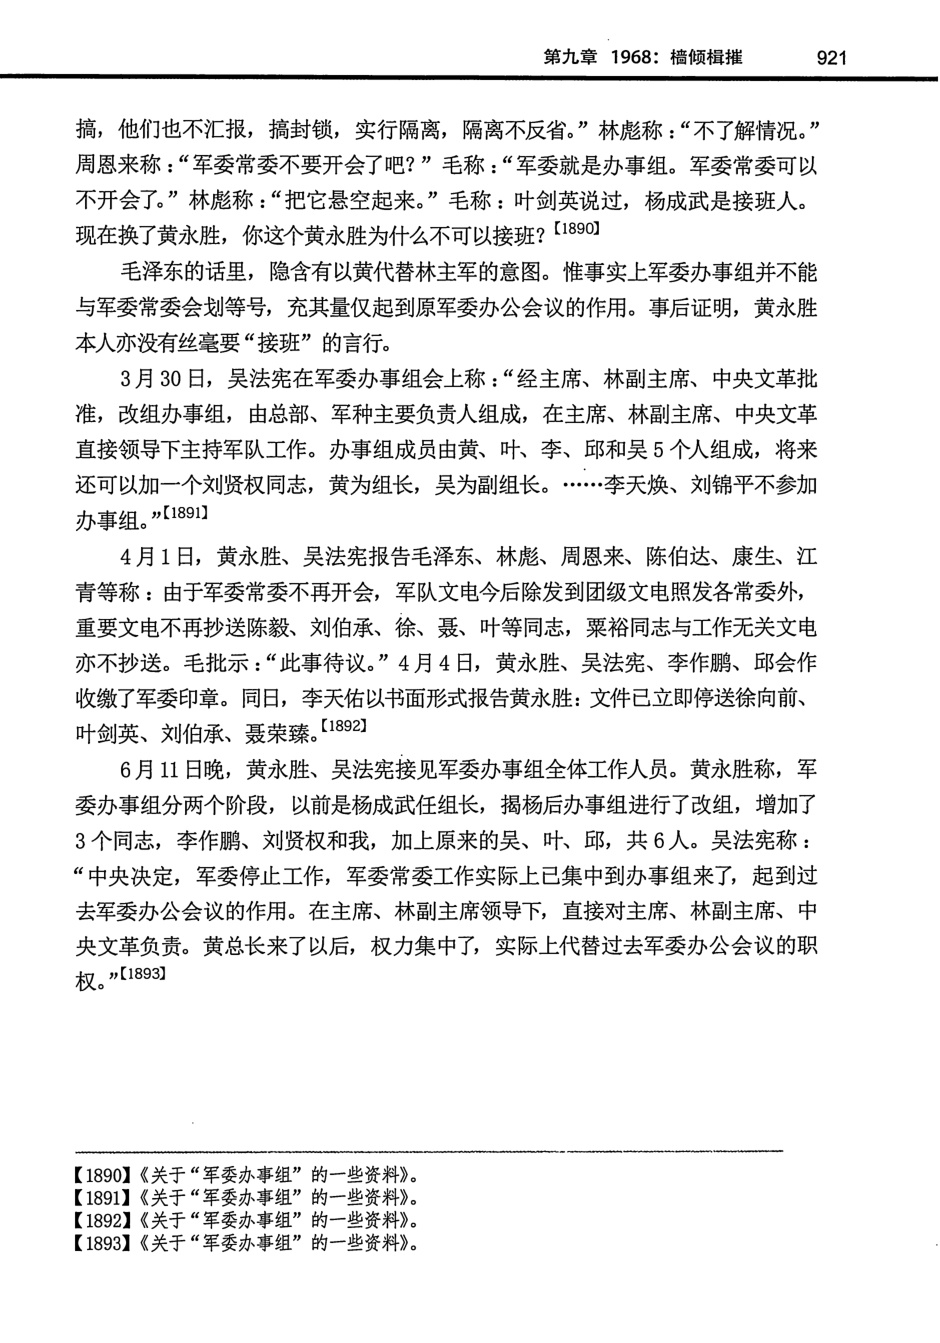 第九章 1968：樯倾楫摧 921
搞，他们也不汇报，搞封锁，实行隔离，隔离不反省。”林彪称：“不了解情况。”
周恩来称：“军委常委不要开会了吧？”毛称：“军委就是办事组。军委常委可以
不开会了。”林彪称：“把它悬空起来。”毛称：叶剑英说过，杨成武是接班人。
现在换了黄永胜，你这个黄永胜为什么不可以接班？【1890】
毛泽东的话里，隐含有以黄代替林主军的意图。惟事实上军委办事组并不能
与军委常委会划等号，充其量仅起到原军委办公会议的作用。事后证明，黄永胜
本人亦没有丝毫要“接班”的言行。
3月30日，吴法宪在军委办事组会上称：“经主席、林副主席、中央文革批
准，改组办事组，由总部、军种主要负责人组成，在主席、林副主席、中央文革
直接领导下主持军队工作。办事组成员由黄、叶、李、邱和吴5个人组成，将来
还可以加一个刘贤权同志，黄为组长，吴为副组长。……李天焕、刘锦平不参加
办事组。”【1891】
4月1日，黄永胜、吴法宪报告毛泽东、林彪、周恩来、陈伯达、康生、江
青等称：由于军委常委不再开会，军队文电今后除发到团级文电照发各常委外，
重要文电不再抄送陈毅、刘伯承、徐、聂、叶等同志，粟裕同志与工作无关文电
亦不抄送。毛批示：“此事待议。”4月4日，黄永胜、吴法宪、李作鹏、邱会作
收缴了军委印章。同日，李天佑以书面形式报告黄永胜：文件已立即停送徐向前、
叶剑英、刘伯承、聂荣臻。【1892】
6月11日晚，黄永胜、吴法宪接见军委办事组全体工作人员。黄永胜称，军
委办事组分两个阶段，以前是杨成武任组长，揭杨后办事组进行了改组，增加了
3个同志，李作鹏、刘贤权和我，加上原来的吴、叶、邱，共6人。吴法宪称：
“中央决定，军委停止工作，军委常委工作实际上已集中到办事组来了，起到过
去军委办公会议的作用。在主席、林副主席领导下，直接对主席、林副主席、中
央文革负责。黄总长来了以后，权力集中了，实际上代替过去军委办公会议的职
权。”【1893】
【1890】《关于“军委办事组”的一些资料》。
【1891】《关于“军委办事组”的一些资料》。
【1892】《关于“军委办事组”的一些资料》。
【1893】《关于“军委办事组”的一些资料》。